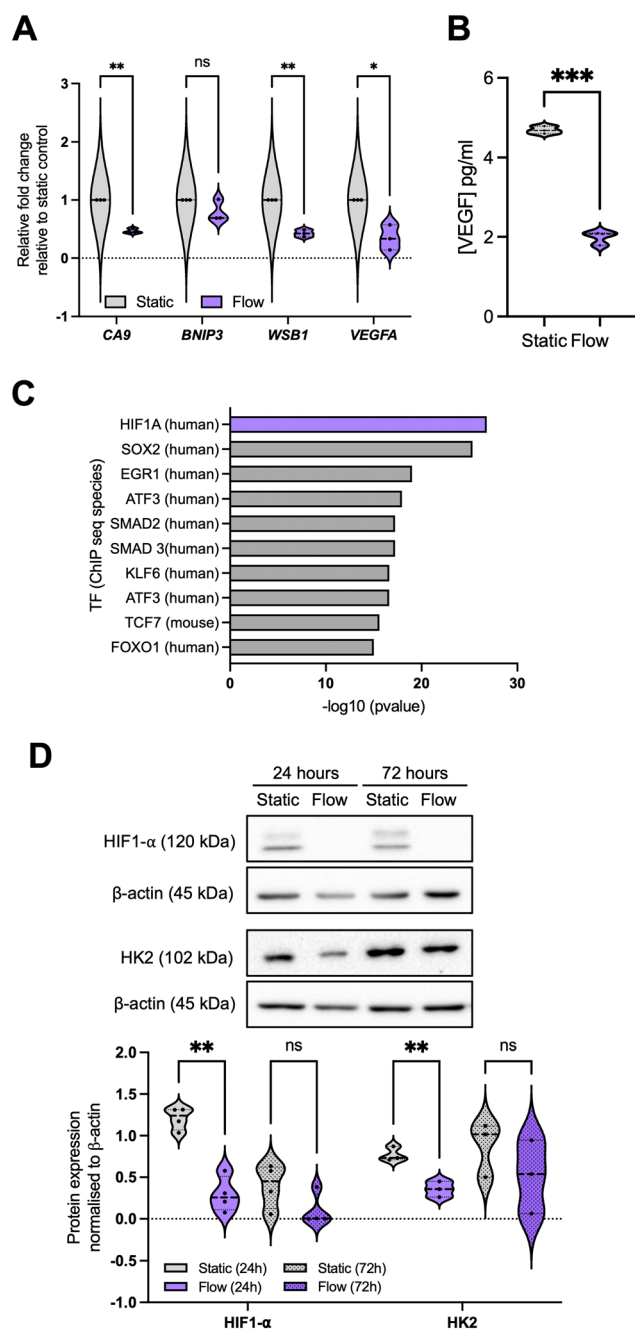 A
Relative fold change
relative to static control
3
2
1
0
-1
**
ns
**
*
Static
Flow
CA9
BNIP3
WSB1
VEGFA
B
[VEGF] pg/ml
6
4
2
0
***
Static Flow
C
TF (ChIP seq species)
HIF1A (human)
SOX2 (human)
EGR1 (human)
ATF3 (human)
SMAD2 (human)
SMAD 3(human)
KLF6 (human)
ATF3 (human)
TCF7 (mouse)
FOXO1 (human)
0 10 20 30
-log10 (pvalue)
D
24 hours 72 hours
Static Flow Static Flow
HIF1-α (120 kDa)
β-actin (45 kDa)
HK2 (102 kDa)
β-actin (45 kDa)
Protein expression
normalised to β-actin
2.0
1.5
1.0
0.5
0.0
-0.5
-1.0
**
ns
**
ns
Static (24h) Static (72h)
Flow (24h) Flow (72h)
HIF1-α HK2